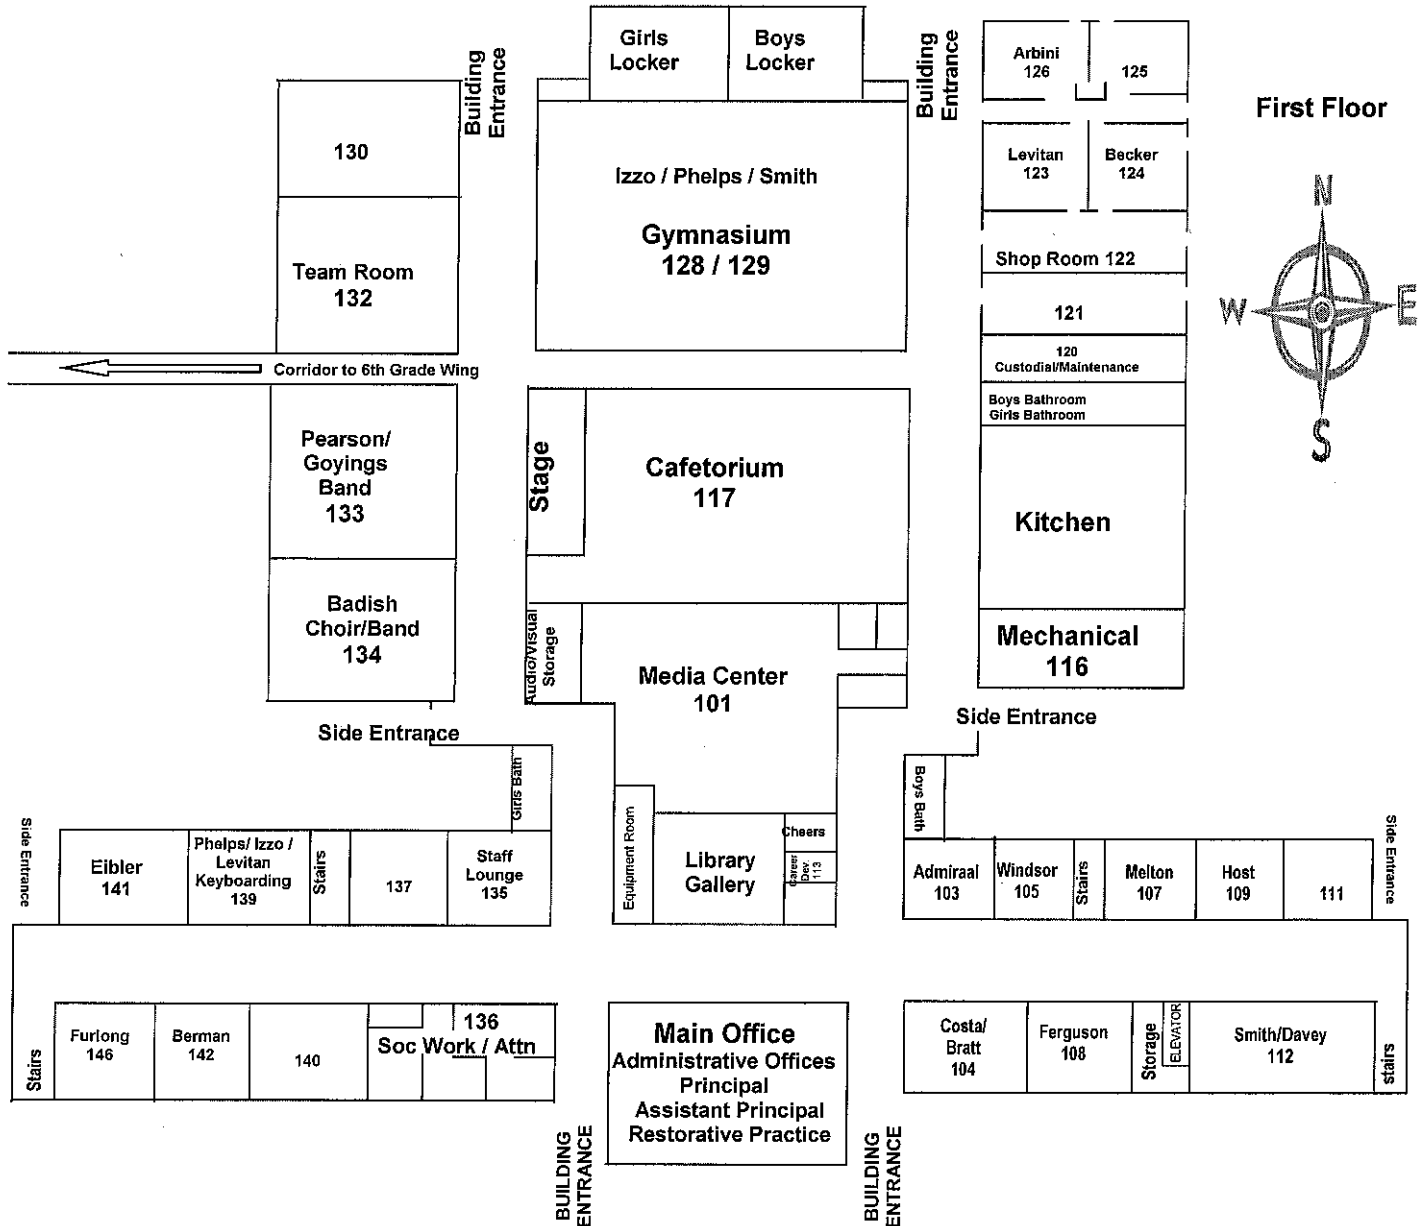 Girls
Locker
Boys
Locker
Building
Entrance
Building
Entrance
Arbini
126
125
First Floor
130
Izzo / Phelps / Smith
Gymnasium
128 / 129
Levitan
123
Becker
124
N
W
E
S
Team Room
132
Shop Room 122
121
120
Custodial/Maintenance
Corridor to 6th Grade Wing
Boys Bathroom
Girls Bathroom
Pearson/
Goyings
Band
133
Stage
Cafetorium
117
Kitchen
Badish
Choir/Band
134
Audio/Visual
Storage
Media Center
101
Mechanical
116
Side Entrance
Side Entrance
Girls Bath
Boys Bath
Side Entrance
Eibler
141
Phelps/ Izzo /
Levitan
Keyboarding
139
Stairs
137
Staff
Lounge
135
Equipment Room
Library
Gallery
Cheers
Career
Dev.
113
Admiraal
103
Windsor
105
Stairs
Melton
107
Host
109
111
Side Entrance
Stairs
Furlong
146
Berman
142
140
136
Soc Work / Attn
Main Office
Administrative Offices
Principal
Assistant Principal
Restorative Practice
Costa/
Bratt
104
Ferguson
108
Storage
ELEVATOR
Smith/Davey
112
stairs
BUILDING
ENTRANCE
BUILDING
ENTRANCE